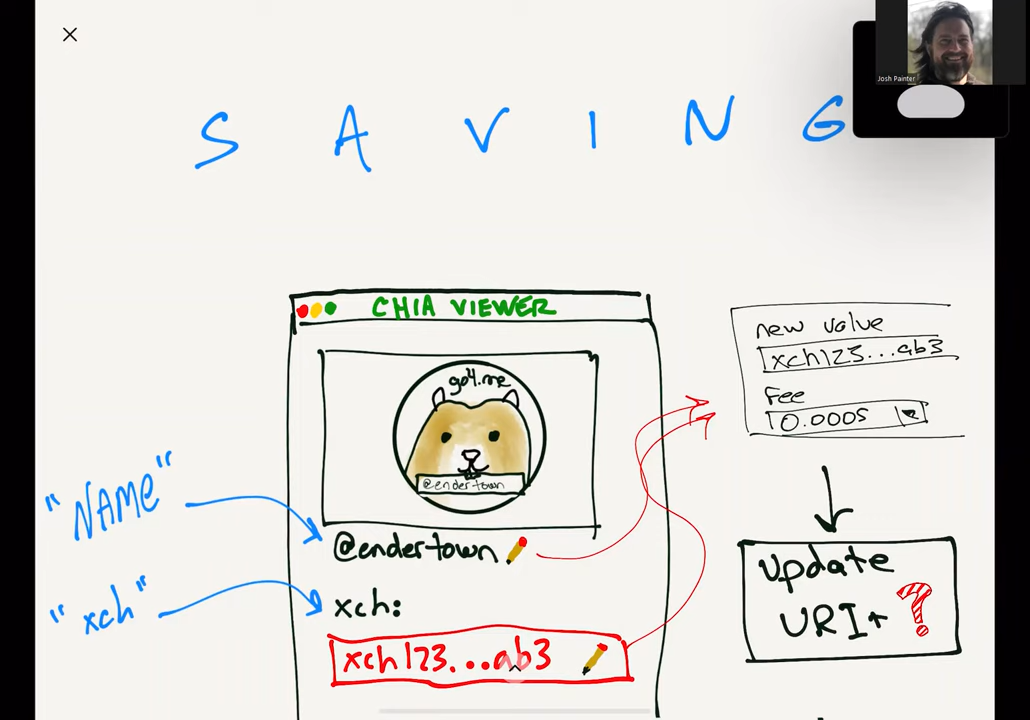 Josh Painter
S A V I N G
CHIA VIEWER
go4.me
@endertown
@endertown
xch:
xch123...ab3
"NAME"
"xch"
new value
xch123...ab3
Fee
0.0005
update
URI ?